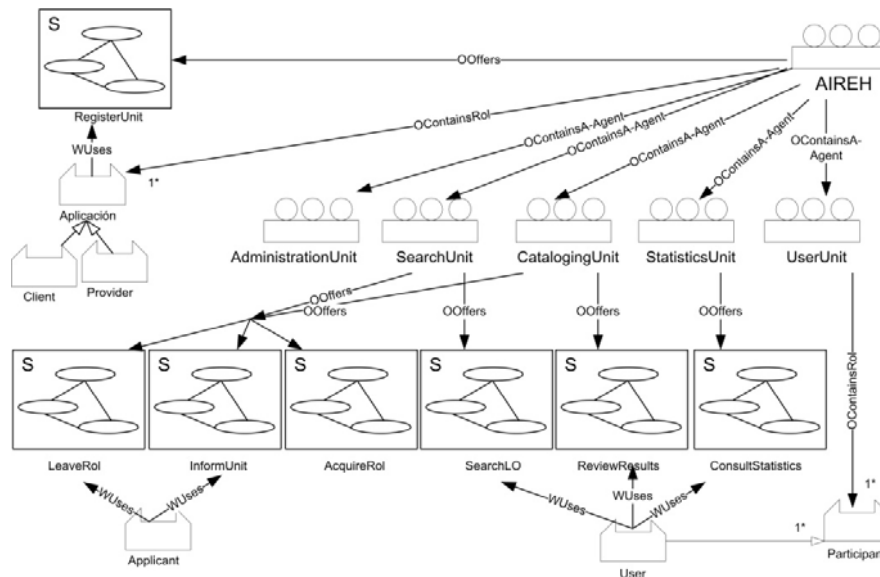 S
RegisterUnit
OOffers
AIREH
WUses
OContainsRol
1*
Aplicación
Client
Provider
OContainsA-Agent
OContainsA-Agent
OContainsA-Agent
OContainsA-Agent
OContainsA-
Agent
AdministrationUnit
SearchUnit
CatalogingUnit
StatisticsUnit
UserUnit
OOffers
OOffers
OOffers
OOffers
OOffers
OContainsRol
S
S
S
S
S
S
LeaveRol
InformUnit
AcquireRol
SearchLO
ReviewResults
ConsultStatistics
WUses
WUses
WUses
WUses
WUses
1*
1*
Applicant
User
Participan